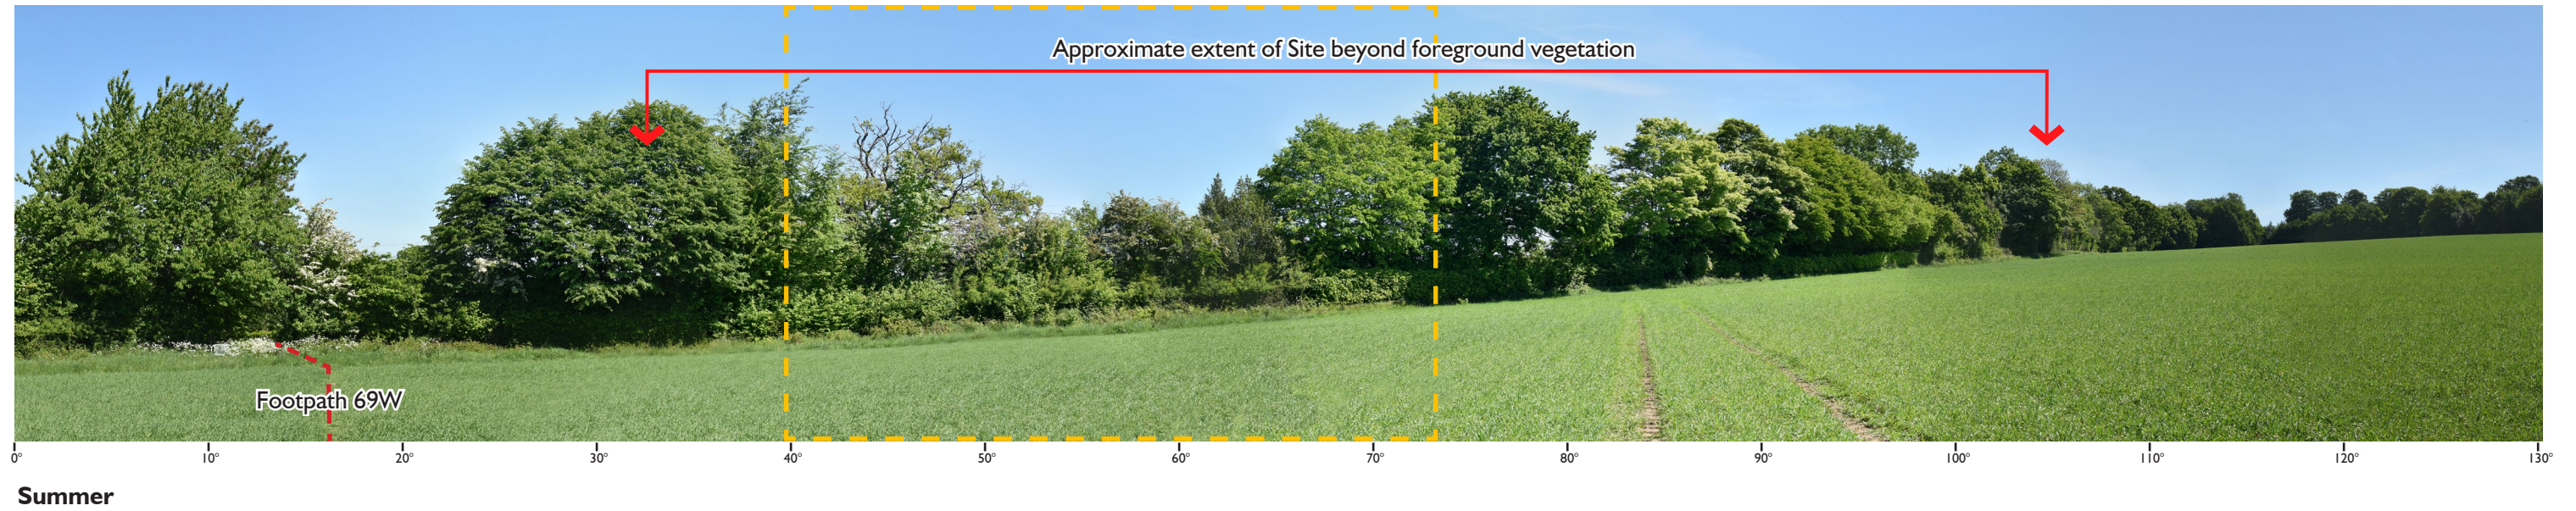 Approximate extent of Site beyond foreground vegetation
Footpath 69W
0° 10° 20° 30° 40° 50° 60° 70° 80° 90° 100° 110° 120° 130°
Summer